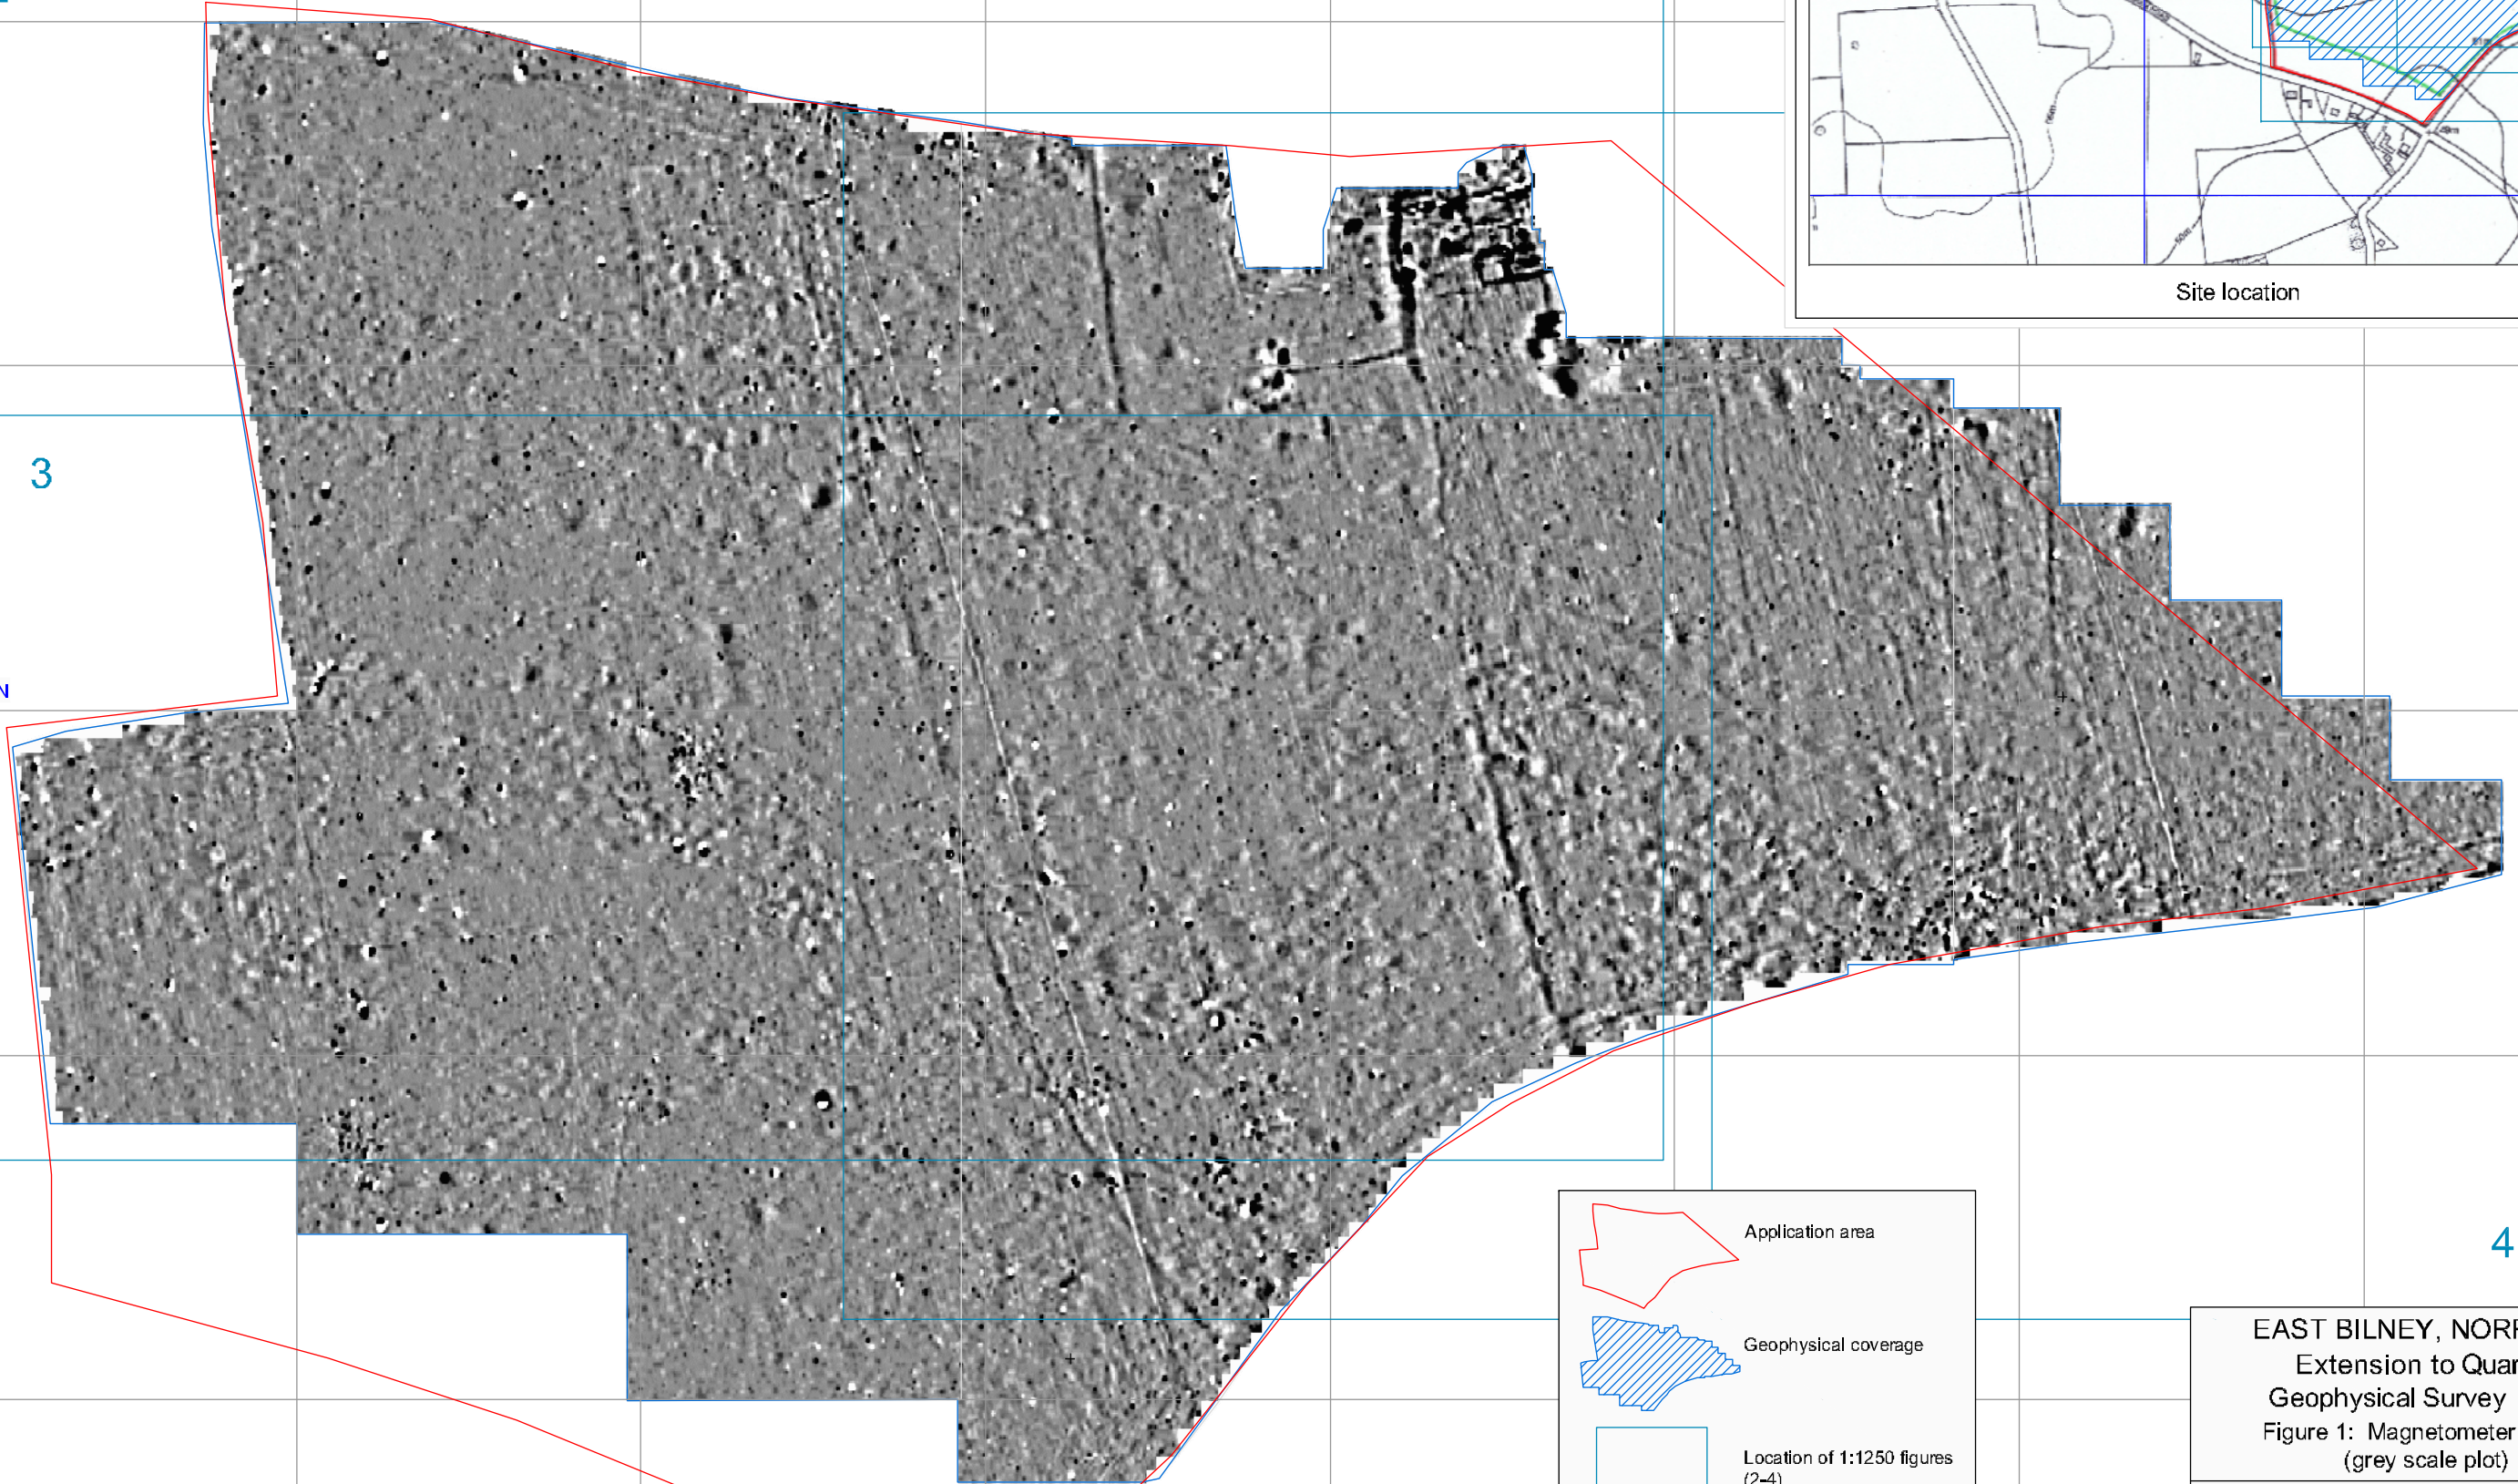 Site location
3
N
Application area
Geophysical coverage
Location of 1:1250 figures
(2-4)
4
EAST BILNEY, NORF
Extension to Quar
Geophysical Survey
Figure 1: Magnetometer
(grey scale plot)